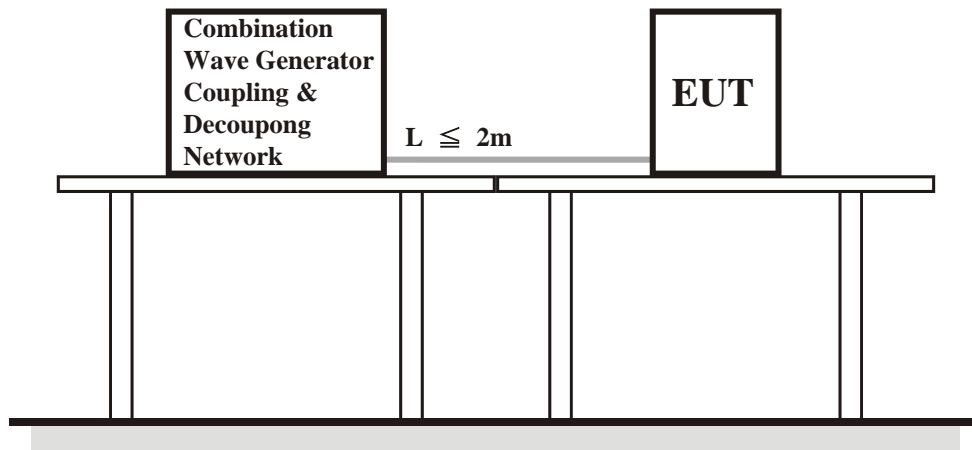 Combination
Wave Generator
Coupling &
Decoupong
Network
EUT
L ≦ 2m